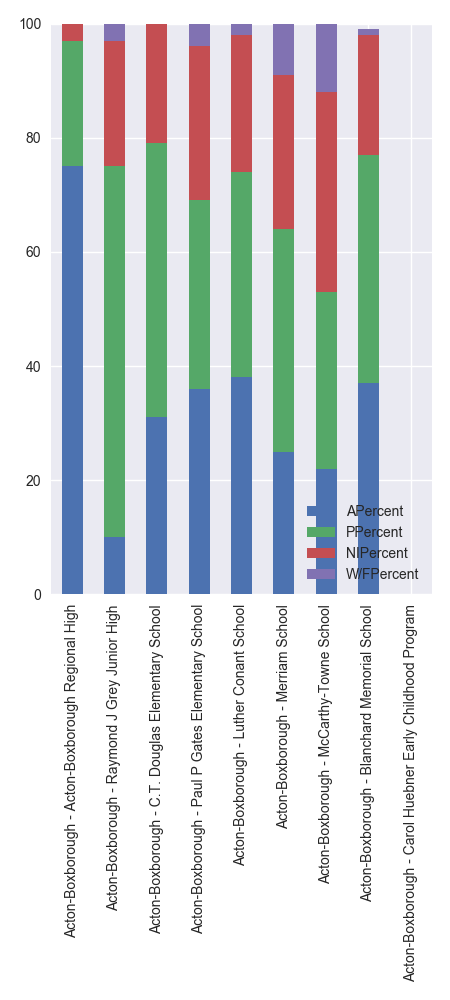 100
80
60
40
20
0
APercent
PPercent
NIPercent
W/FPercent
Acton-Boxborough - Acton-Boxborough Regional High
Acton-Boxborough - Raymond J Grey Junior High
Acton-Boxborough - C.T. Douglas Elementary School
Acton-Boxborough - Paul P Gates Elementary School
Acton-Boxborough - Luther Conant School
Acton-Boxborough - Merriam School
Acton-Boxborough - McCarthy-Towne School
Acton-Boxborough - Blanchard Memorial School
Acton-Boxborough - Carol Huebner Early Childhood Program